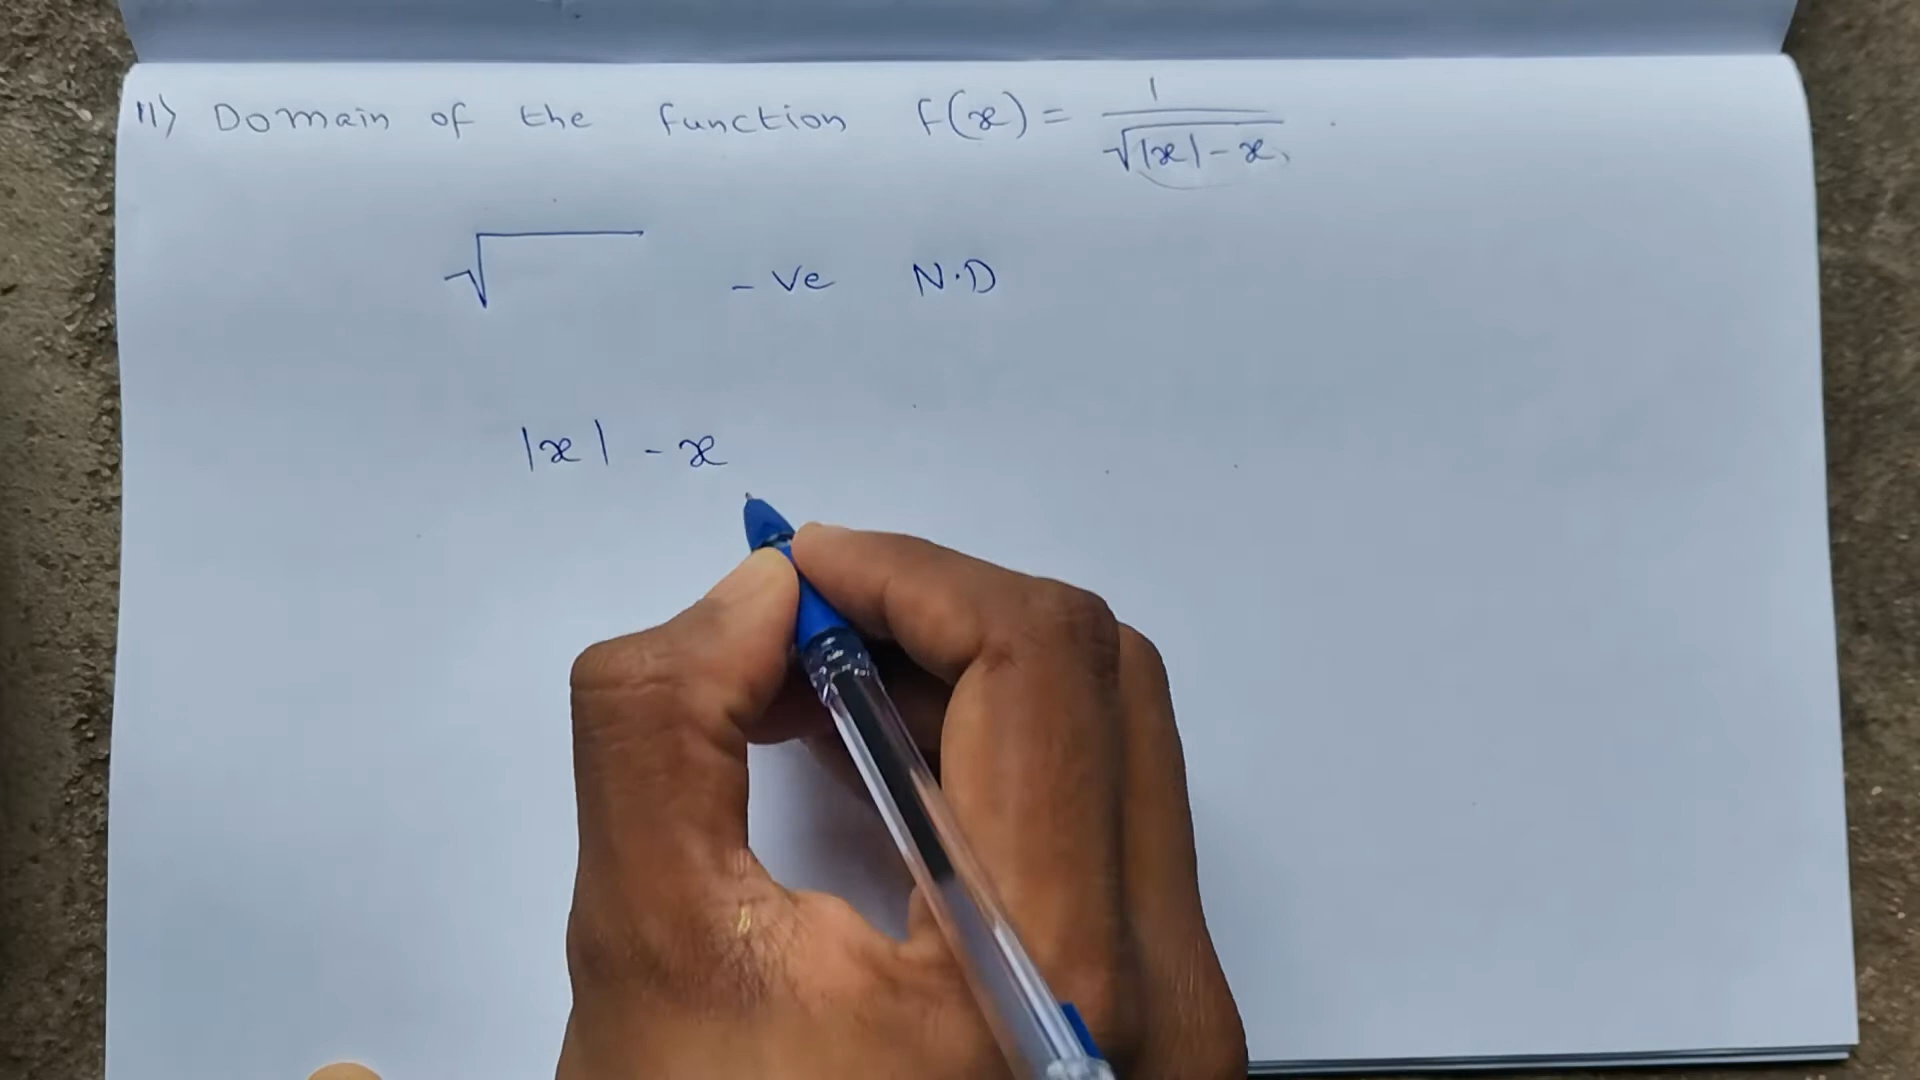 11) Domain of the function f(x) = 1 / √|x| - x
√ -ve N.D
|x| - x